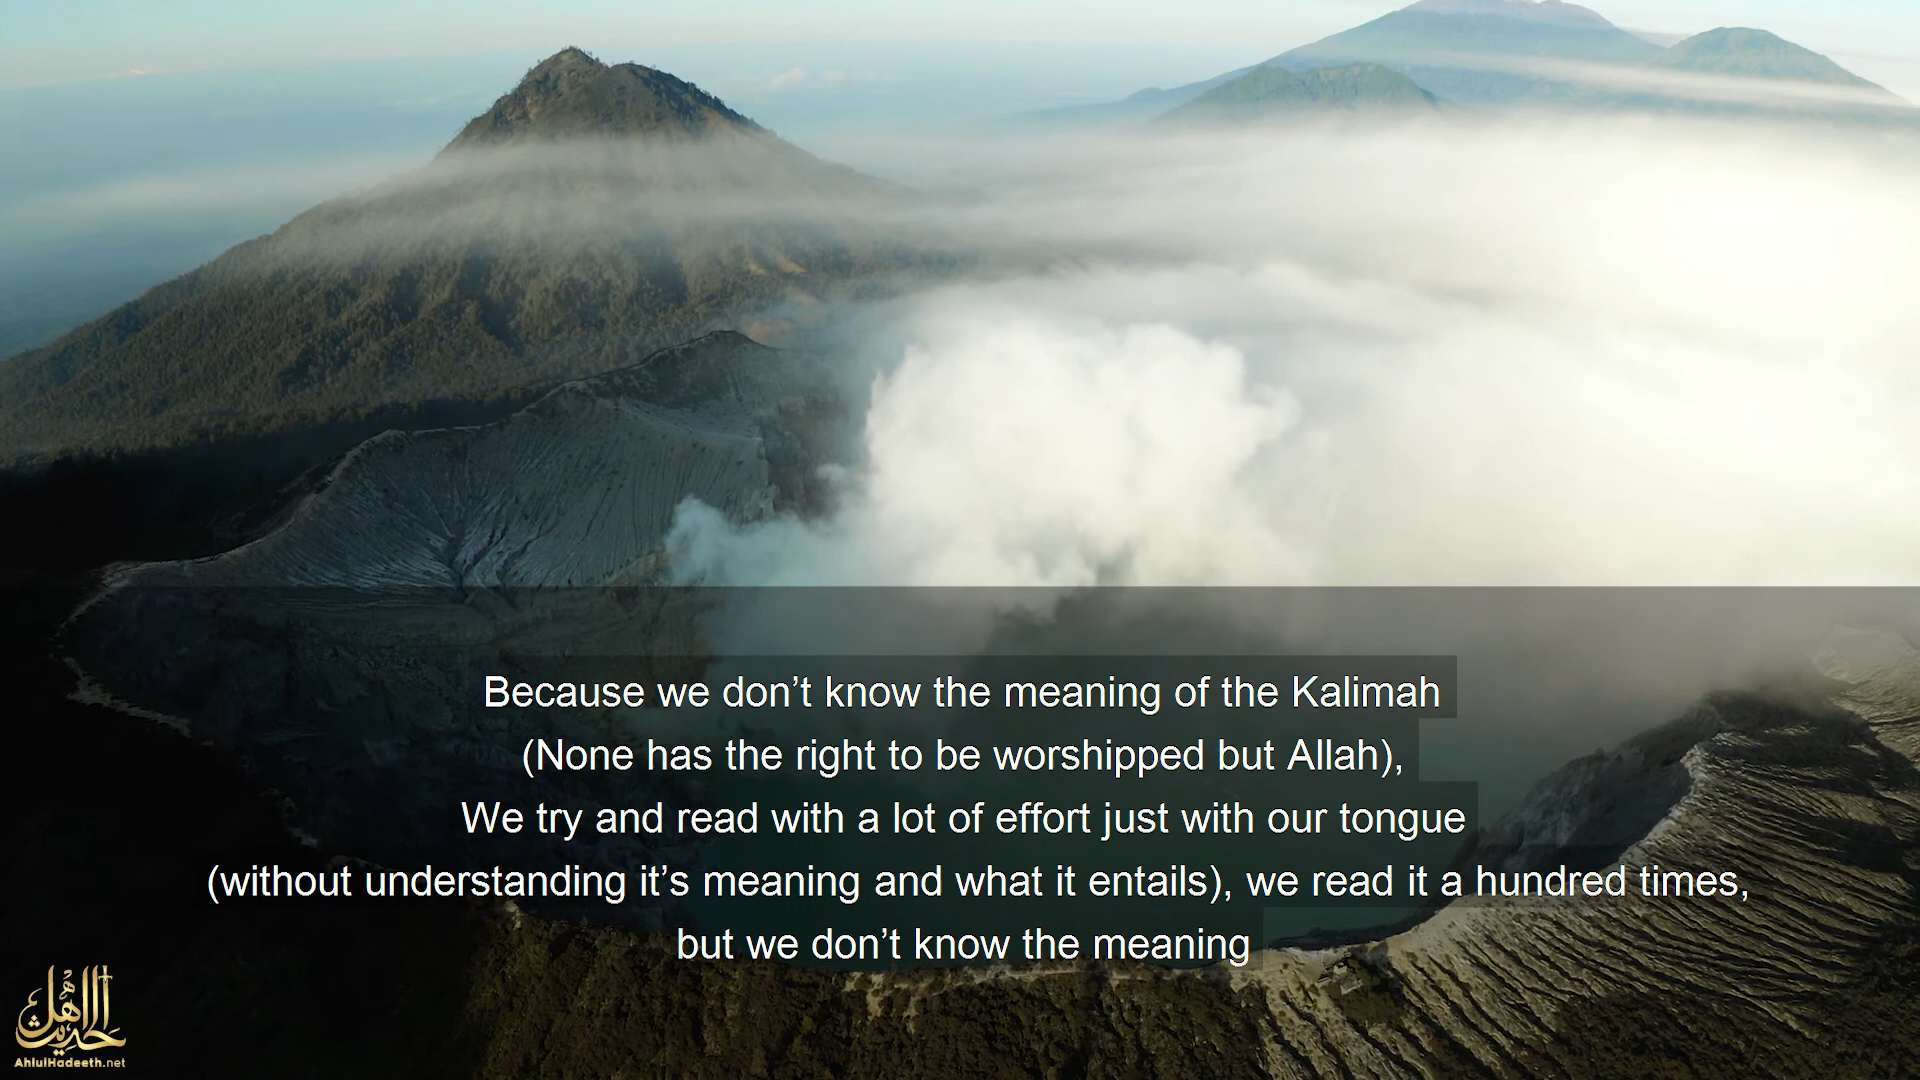 Because we don’t know the meaning of the Kalimah
(None has the right to be worshipped but Allah),
We try and read with a lot of effort just with our tongue
(without understanding it’s meaning and what it entails), we read it a hundred times,
but we don’t know the meaning
اهل
الحديث
AhlulHadeeth.net